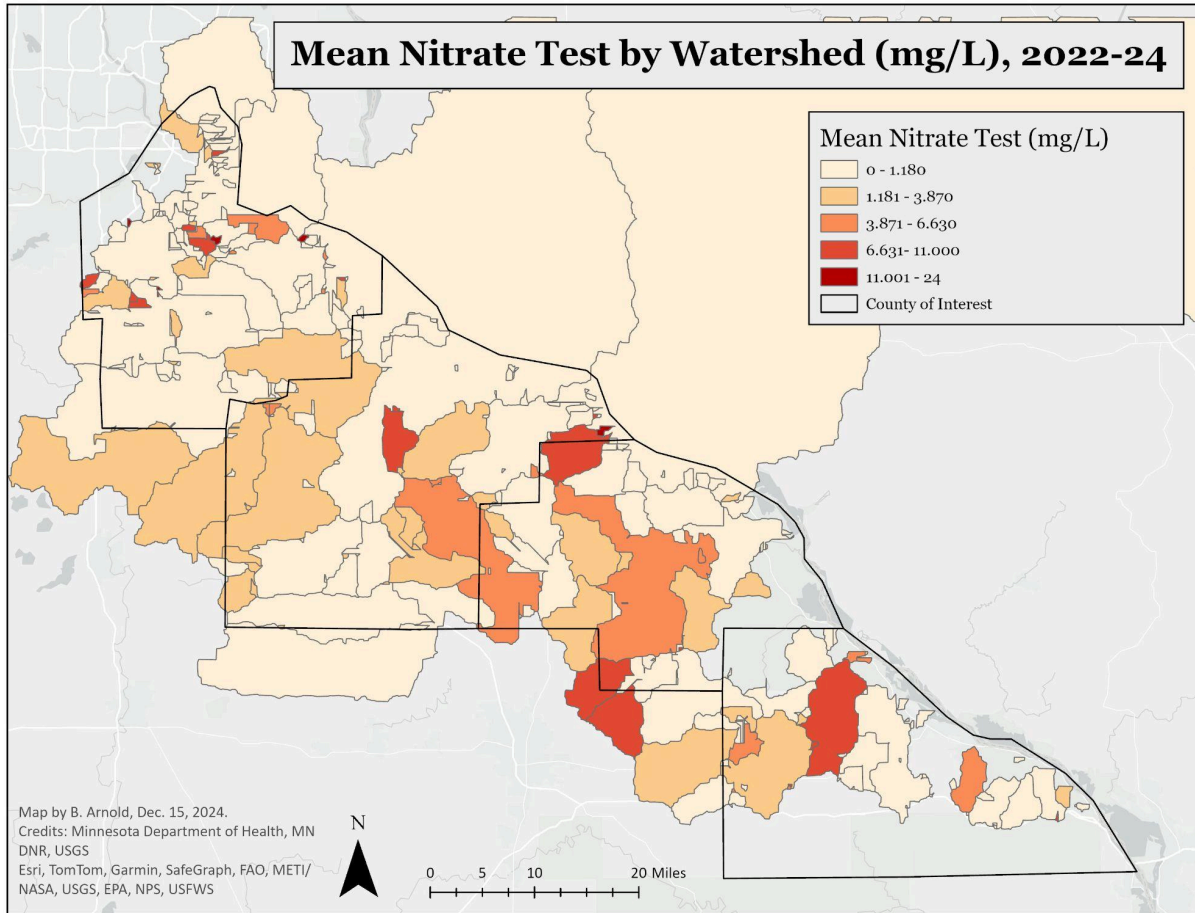 Mean Nitrate Test by Watershed (mg/L), 2022-24
Mean Nitrate Test (mg/L)
0 - 1.180
1.181 - 3.870
3.871 - 6.630
6.631- 11.000
11.001 - 24
County of Interest
Map by B. Arnold, Dec. 15, 2024.
Credits: Minnesota Department of Health, MN
DNR, USGS
Esri, TomTom, Garmin, SafeGraph, FAO, METI/
NASA, USGS, EPA, NPS, USFWS
N
0 5 10 20 Miles